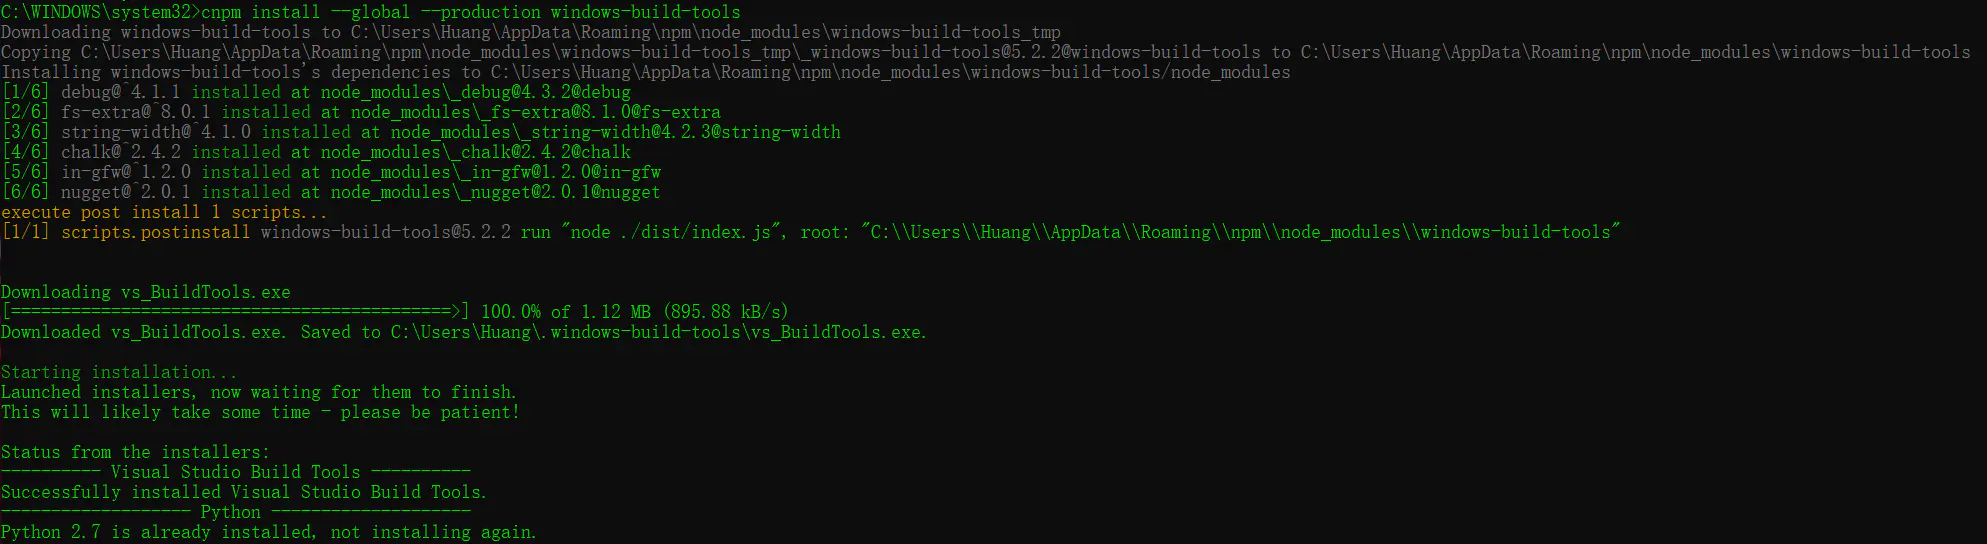 C:\WINDOWS\system32>cnpm install --global --production windows-build-tools
Downloading windows-build-tools to C:\Users\Huang\AppData\Roaming\npm\node_modules\windows-build-tools_tmp
Copying C:\Users\Huang\AppData\Roaming\npm\node_modules\windows-build-tools_tmp\_windows-build-tools@5.2.2@windows-build-tools to C:\Users\Huang\AppData\Roaming\npm\node_modules\windows-build-tools
Installing windows-build-tools's dependencies to C:\Users\Huang\AppData\Roaming\npm\node_modules\windows-build-tools/node_modules
[1/6] debug@^4.1.1 installed at node_modules\_debug@4.3.2@debug
[2/6] fs-extra@^8.0.1 installed at node_modules\_fs-extra@8.1.0@fs-extra
[3/6] string-width@^4.1.0 installed at node_modules\_string-width@4.2.3@string-width
[4/6] chalk@^2.4.2 installed at node_modules\_chalk@2.4.2@chalk
[5/6] in-gfw@^1.2.0 installed at node_modules\_in-gfw@1.2.0@in-gfw
[6/6] nugget@^2.0.1 installed at node_modules\_nugget@2.0.1@nugget
execute post install 1 scripts...
[1/1] scripts.postinstall windows-build-tools@5.2.2 run "node ./dist/index.js", root: "C:\\Users\\Huang\\AppData\\Roaming\\npm\\node_modules\\windows-build-tools"
Downloading vs_BuildTools.exe
[============================================>] 100.0% of 1.12 MB (895.88 kB/s)
Downloaded vs_BuildTools.exe. Saved to C:\Users\Huang\.windows-build-tools\vs_BuildTools.exe.
Starting installation...
Launched installers, now waiting for them to finish.
This will likely take some time - please be patient!
Status from the installers:
---------- Visual Studio Build Tools ----------
Successfully installed Visual Studio Build Tools.
------------------- Python --------------------
Python 2.7 is already installed, not installing again.